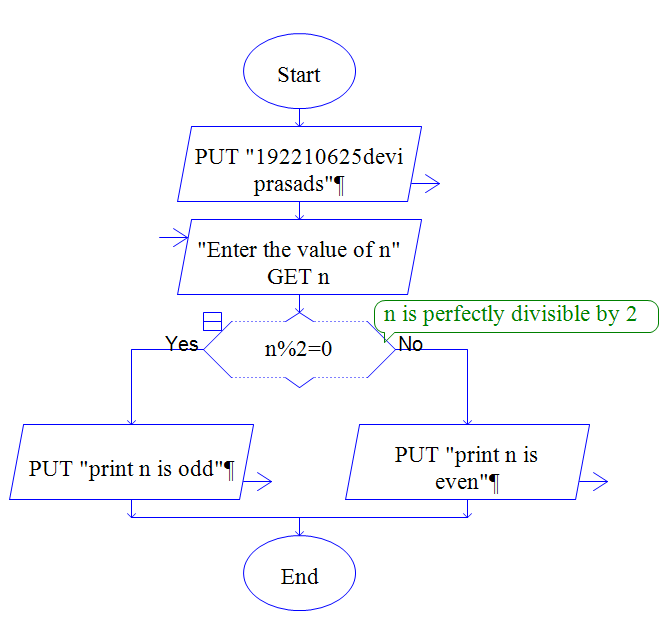 Start
PUT "192210625devi
prasads"¶
"Enter the value of n"
GET n
n is perfectly divisible by 2
Yes
n%2=0
No
PUT "print n is odd"¶
PUT "print n is
even"¶
End